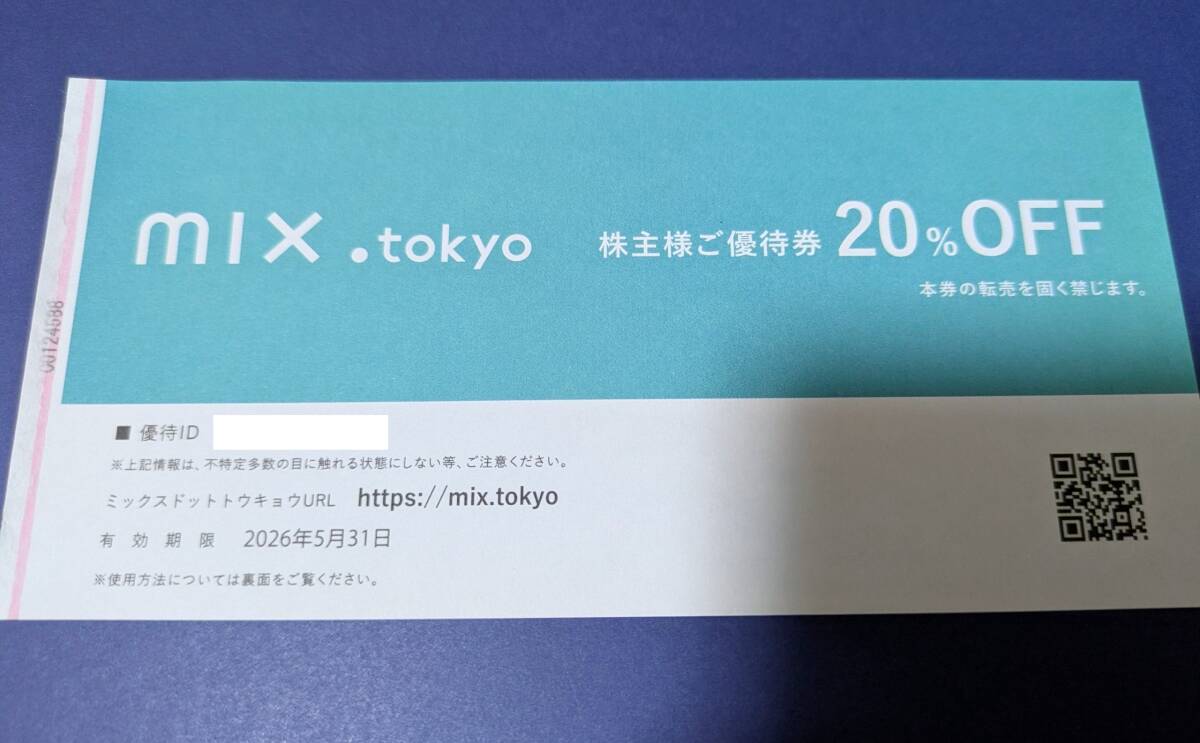 mix.tokyo
株主様ご優待券 20%OFF
本券の転売を固く禁じます。
00124588
■ 優待ID
※上記情報は、不特定多数の目に触れる状態にしない等、ご注意ください。
ミックスドットトウキョウURL https://mix.tokyo
有効期限 2026年5月31日
※使用方法については裏面をご覧ください。